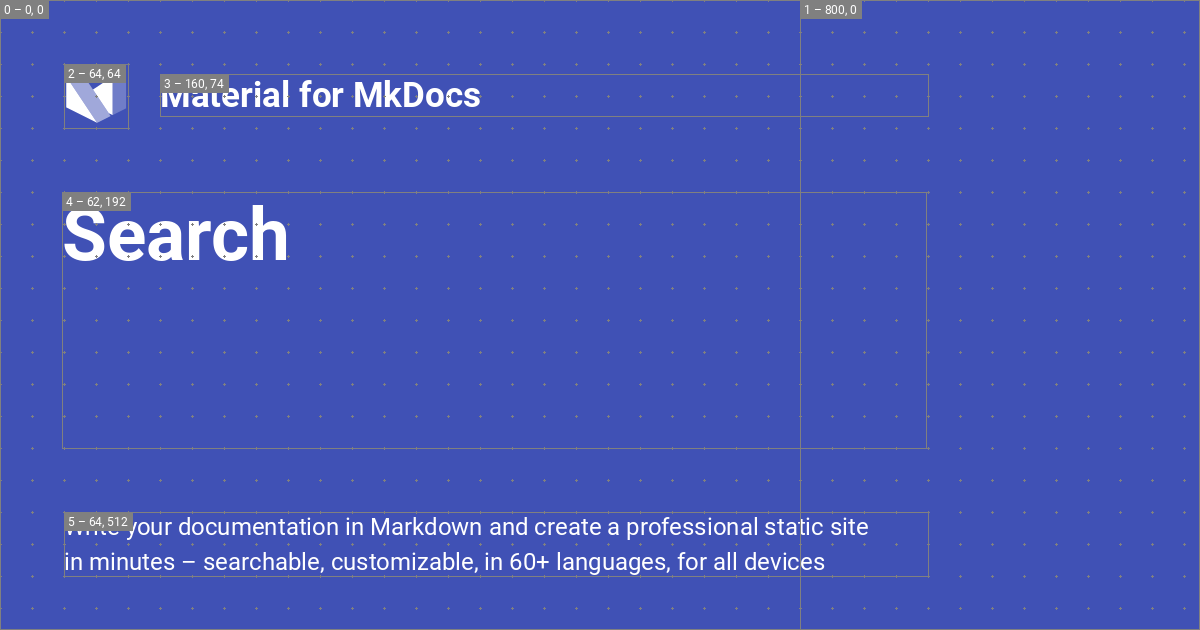 0 – 0, 0
1 – 800, 0
2 – 64, 64
3 – 160, 74
Material for MkDocs
4 – 62, 192
Search
5 – 64, 512
Write your documentation in Markdown and create a professional static site
in minutes – searchable, customizable, in 60+ languages, for all devices